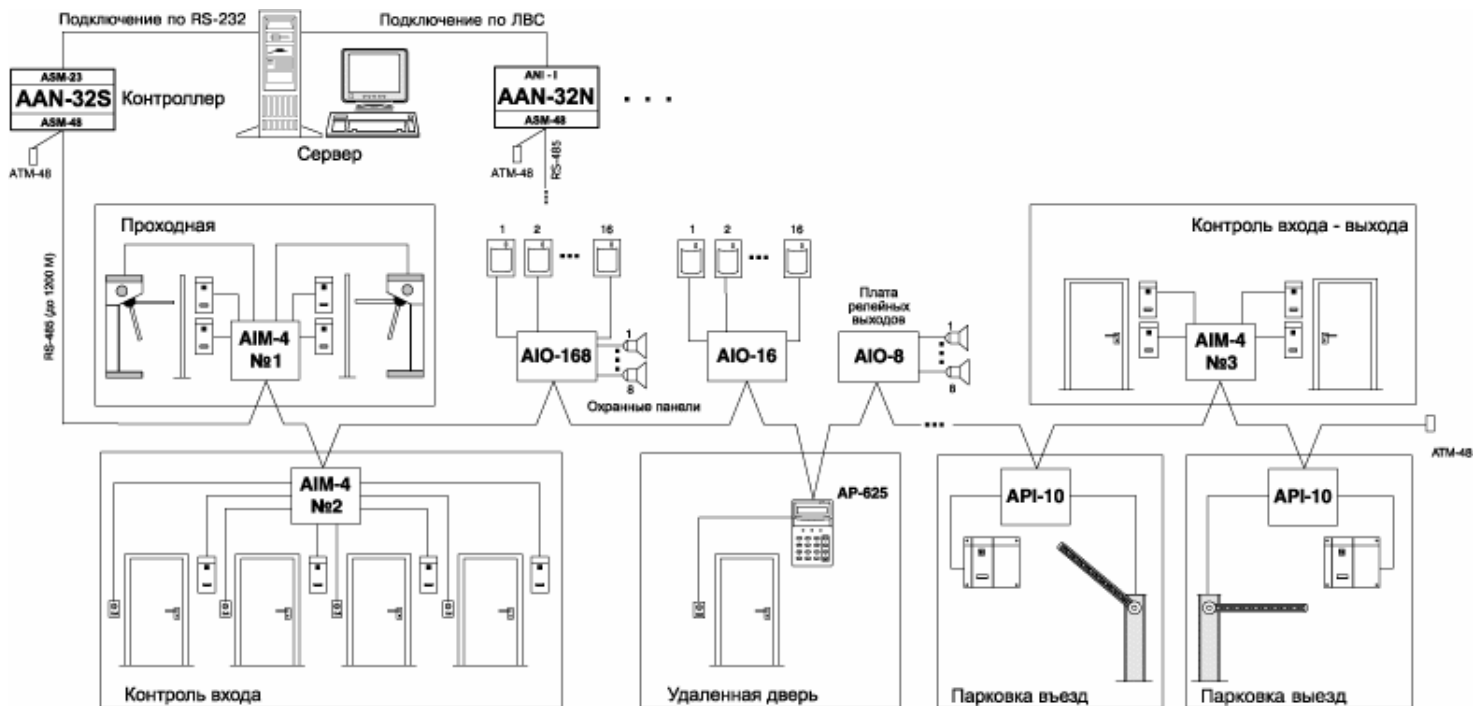 Подключение по RS-232
Подключение по ЛВС
ASM-23
AAN-32S
ASM-48
Контроллер
ATM-48
Сервер
ANI - I
AAN-32N
ASM-48
ATM-48
RS-485
RS-485 (до 1200 М)
Проходная
AIM-4
№1
1
2
16
AIO-168
1
8
Охранные панели
1
2
16
AIO-16
Плата
релейных
выходов
AIO-8
1
8
Контроль входа - выхода
AIM-4
№3
ATM-48
AIM-4
№2
Контроль входа
AP-625
Удаленная дверь
API-10
Парковка въезд
API-10
Парковка выезд